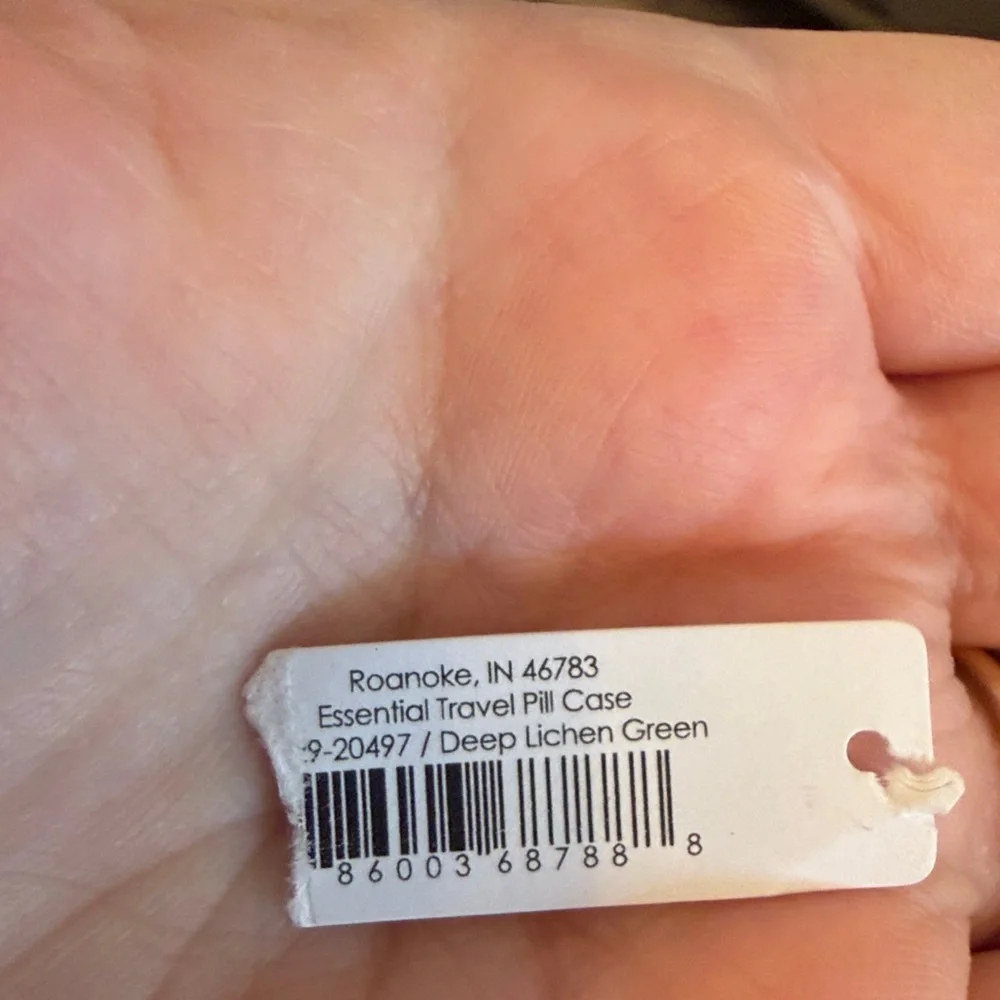 Roanoke, IN 46783
Essential Travel Pill Case
9-20497 / Deep Lichen Green
86003 68788 8